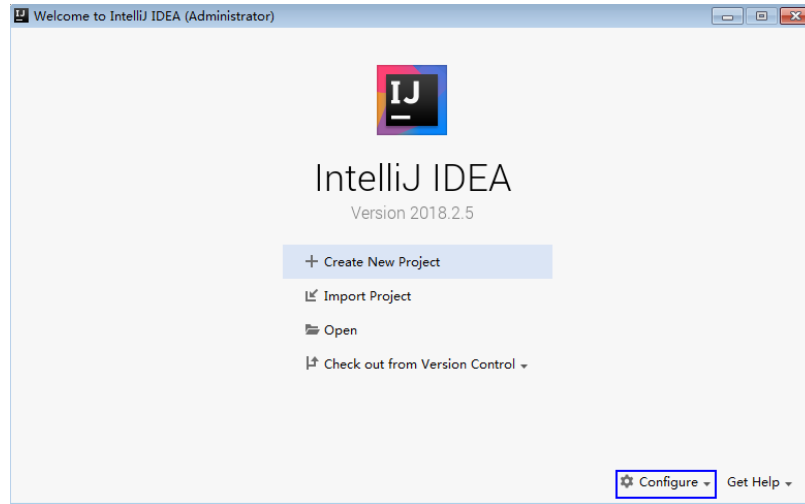 Welcome to IntelliJ IDEA (Administrator)
IJ
IntelliJ IDEA
Version 2018.2.5
Create New Project
Import Project
Open
Check out from Version Control
Configure
Get Help